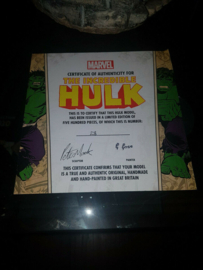 MARVEL
CERTIFICATE OF AUTHENTICITY FOR
THE INCREDIBLE
HULK
THIS IS TO CERTIFY THAT THIS HULK MODEL,
HAS BEEN ISSUED IN A LIMITED EDITION OF
FIVE HUNDRED PIECES, OF WHICH THIS IS NUMBER:
THIS CERTIFICATE CONFIRMS THAT YOUR MODEL
IS A TRUE AND AUTHENTIC ORIGINAL, HANDMADE
AND HAND-PAINTED IN GREAT BRITAIN